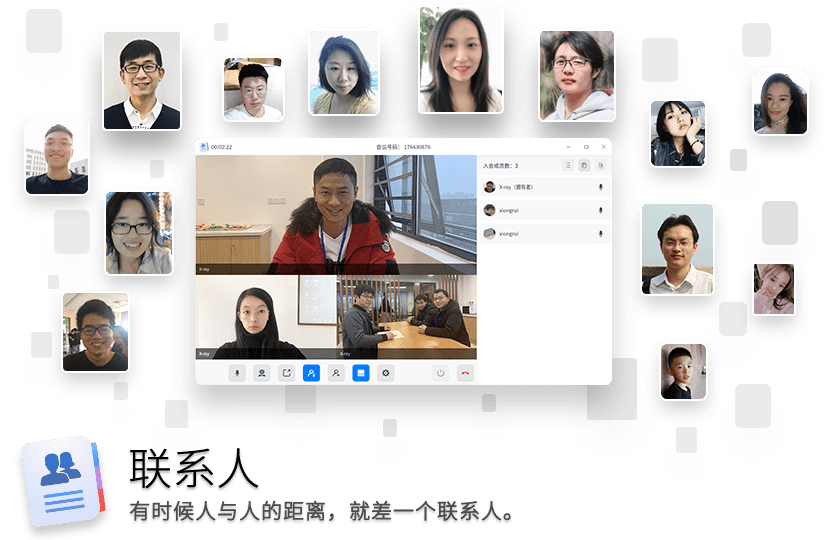 00:02:22
会议号码: 176630876
入会成员数: 3
X-ray（拥有者）
xiongrui
xiongrui
X-ray
X-ray
X-ray
联系人
有时候人与人的距离，就差一个联系人。